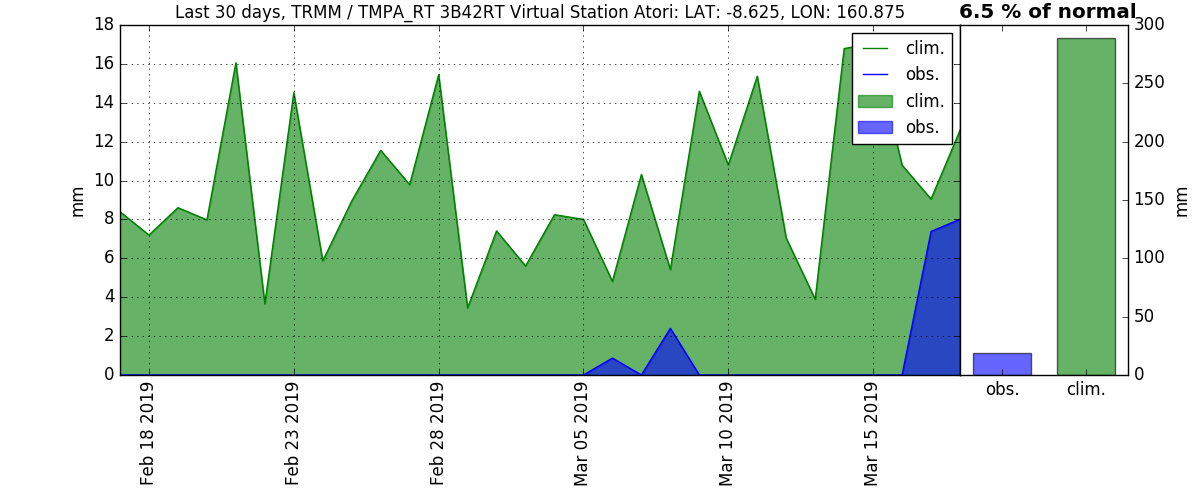 Last 30 days, TRMM / TMPA_RT 3B42RT Virtual Station Atori: LAT: -8.625, LON: 160.875
6.5 % of normal
18
16
14
12
10
8
6
4
2
0
mm
clim.
obs.
clim.
obs.
300
250
200
150
100
50
0
mm
Feb 18 2019
Feb 23 2019
Feb 28 2019
Mar 05 2019
Mar 10 2019
Mar 15 2019
obs.
clim.